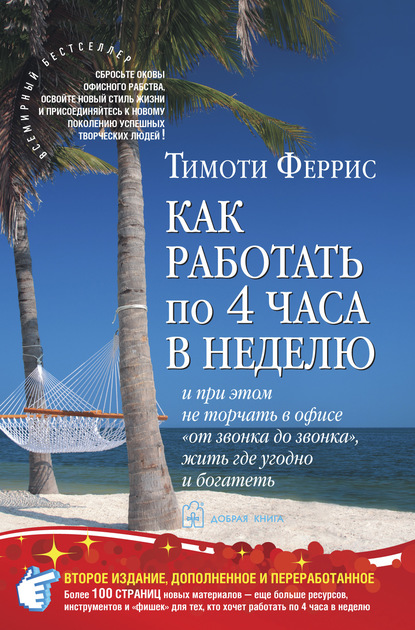 ВСЕМИРНЫЙ БЕСТСЕЛЛЕР
СБРОСЬТЕ ОКОВЫ
ОФИСНОГО РАБСТВА,
ОСВОЙТЕ НОВЫЙ СТИЛЬ ЖИЗНИ
И ПРИСОЕДИНЯЙТЕСЬ К НОВОМУ
ПОКОЛЕНИЮ УСПЕШНЫХ
ТВОРЧЕСКИХ ЛЮДЕЙ!
ТИМОТИ ФЕРРИС
КАК
РАБОТАТЬ
ПО 4 ЧАСА
В НЕДЕЛЮ
и при этом
не торчать в офисе
«от звонка до звонка»,
жить где угодно
и богатеть
ДОБРАЯ КНИГА
ВТОРОЕ ИЗДАНИЕ, ДОПОЛНЕННОЕ И ПЕРЕРАБОТАННОЕ
Более 100 СТРАНИЦ новых материалов — еще больше ресурсов,
инструментов и «фишек» для тех, кто хочет работать по 4 часа в неделю